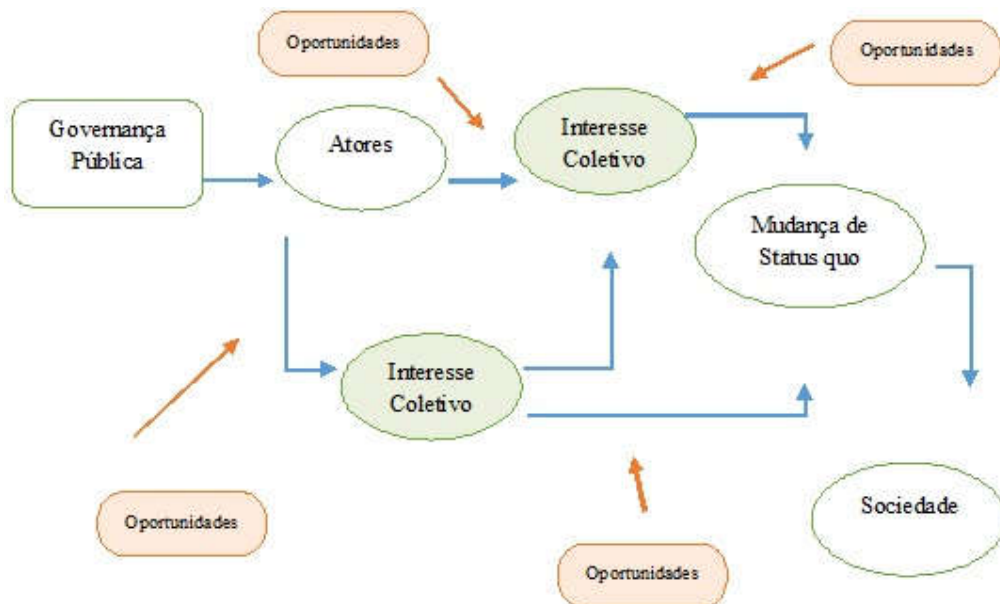 Oportunidades
Oportunidades
Governança
Pública
Atores
Interesse
Coletivo
Mudança de
Status quo
Interesse
Coletivo
Oportunidades
Sociedade
Oportunidades